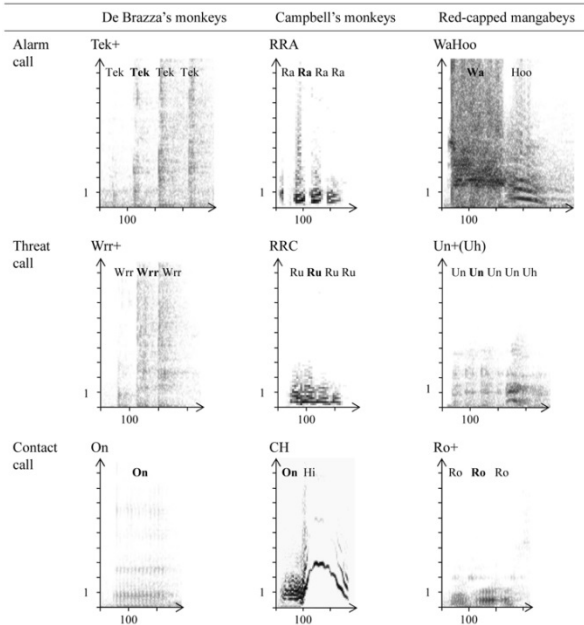 De Brazza's monkeys Campbell's monkeys Red-capped mangabeys
Alarm call Tek+ RRA WaHoo
Tek Tek Tek Tek Ra Ra Ra Ra Wa Hoo
1 1 1
100 100 100
Threat call Wrr+ RRC Un+(Uh)
Wrr Wrr Wrr Ru Ru Ru Ru Un Un Un Un Uh
1 1 1
100 100 100
Contact call On CH Ro+
On On Hi Ro Ro Ro
1 1 1
100 100 100